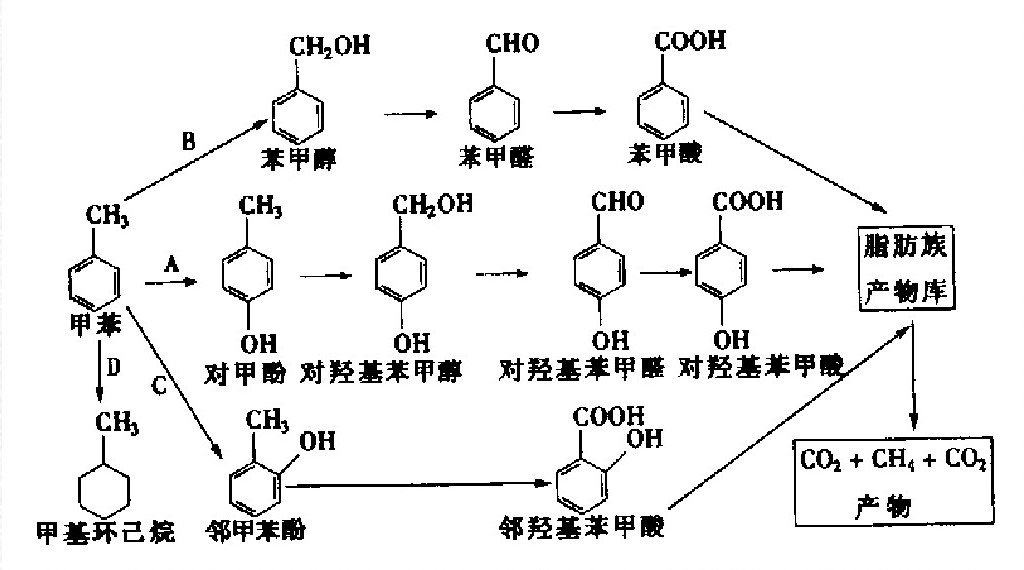 CH₂OH
CHO
COOH
B
苯甲醇
苯甲醛
苯甲酸
CH₃
CH₃
CH₂OH
CHO
COOH
A
脂肪族
产物库
甲苯
OH
OH
OH
OH
对甲酚
对羟基苯甲醇
对羟基苯甲醛
对羟基苯甲酸
D
C
CH₃
CH₃
OH
COOH
OH
CO₂ + CH₄ + CO₂
产物
甲基环己烷
邻甲苯酚
邻羟基苯甲酸